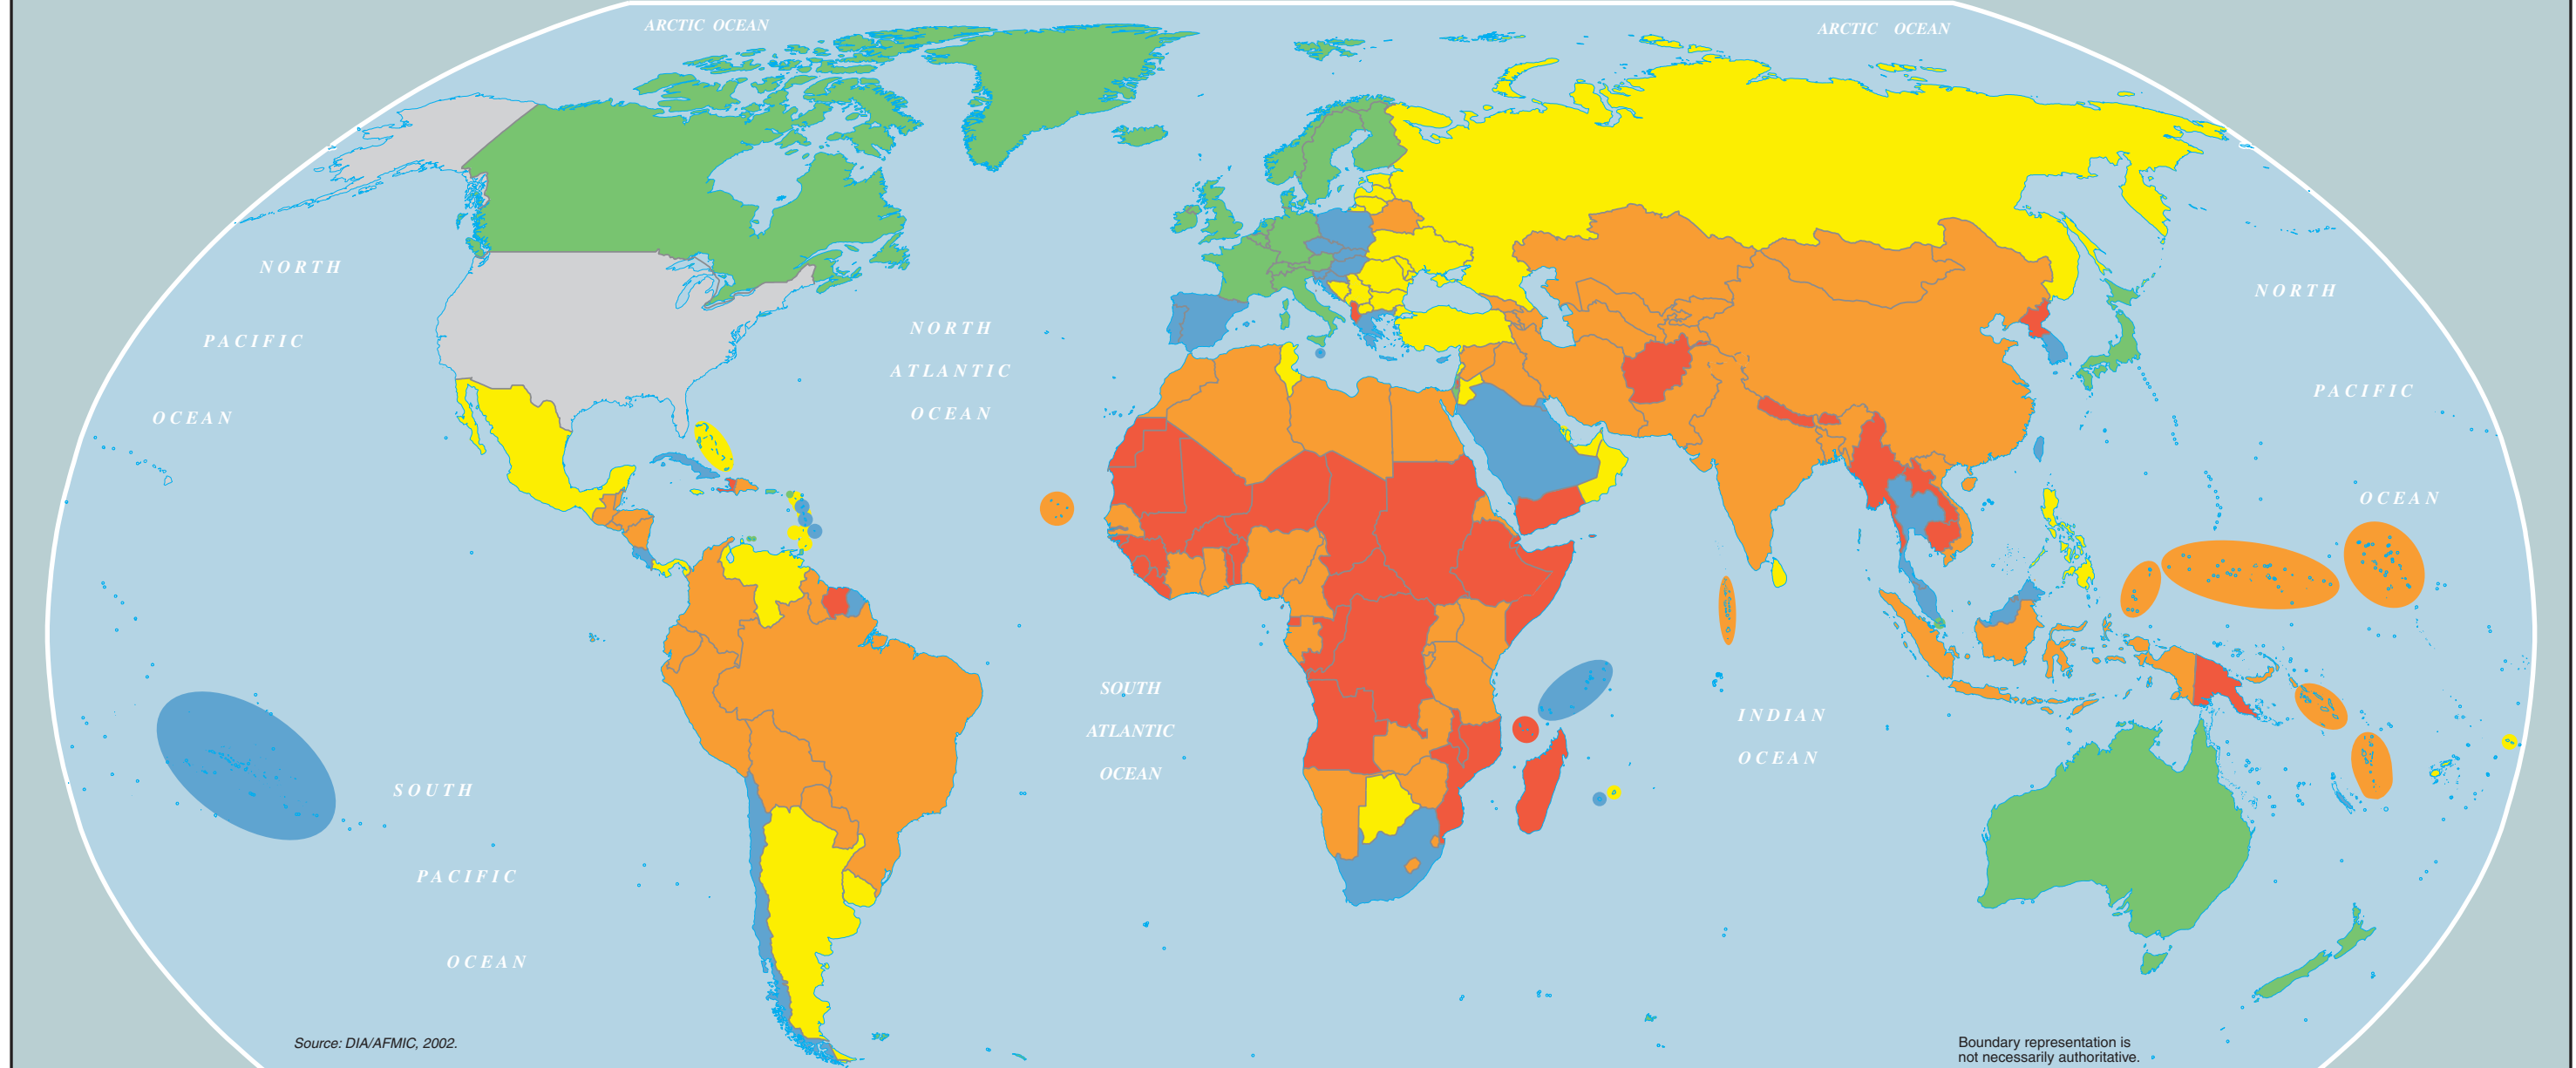 ARCTIC OCEAN
ARCTIC OCEAN
NORTH
PACIFIC
OCEAN
NORTH
ATLANTIC
OCEAN
NORTH
PACIFIC
OCEAN
SOUTH
ATLANTIC
OCEAN
INDIAN
OCEAN
SOUTH
PACIFIC
OCEAN
Source: DIA/AFMIC, 2002.
Boundary representation is
not necessarily authoritative.